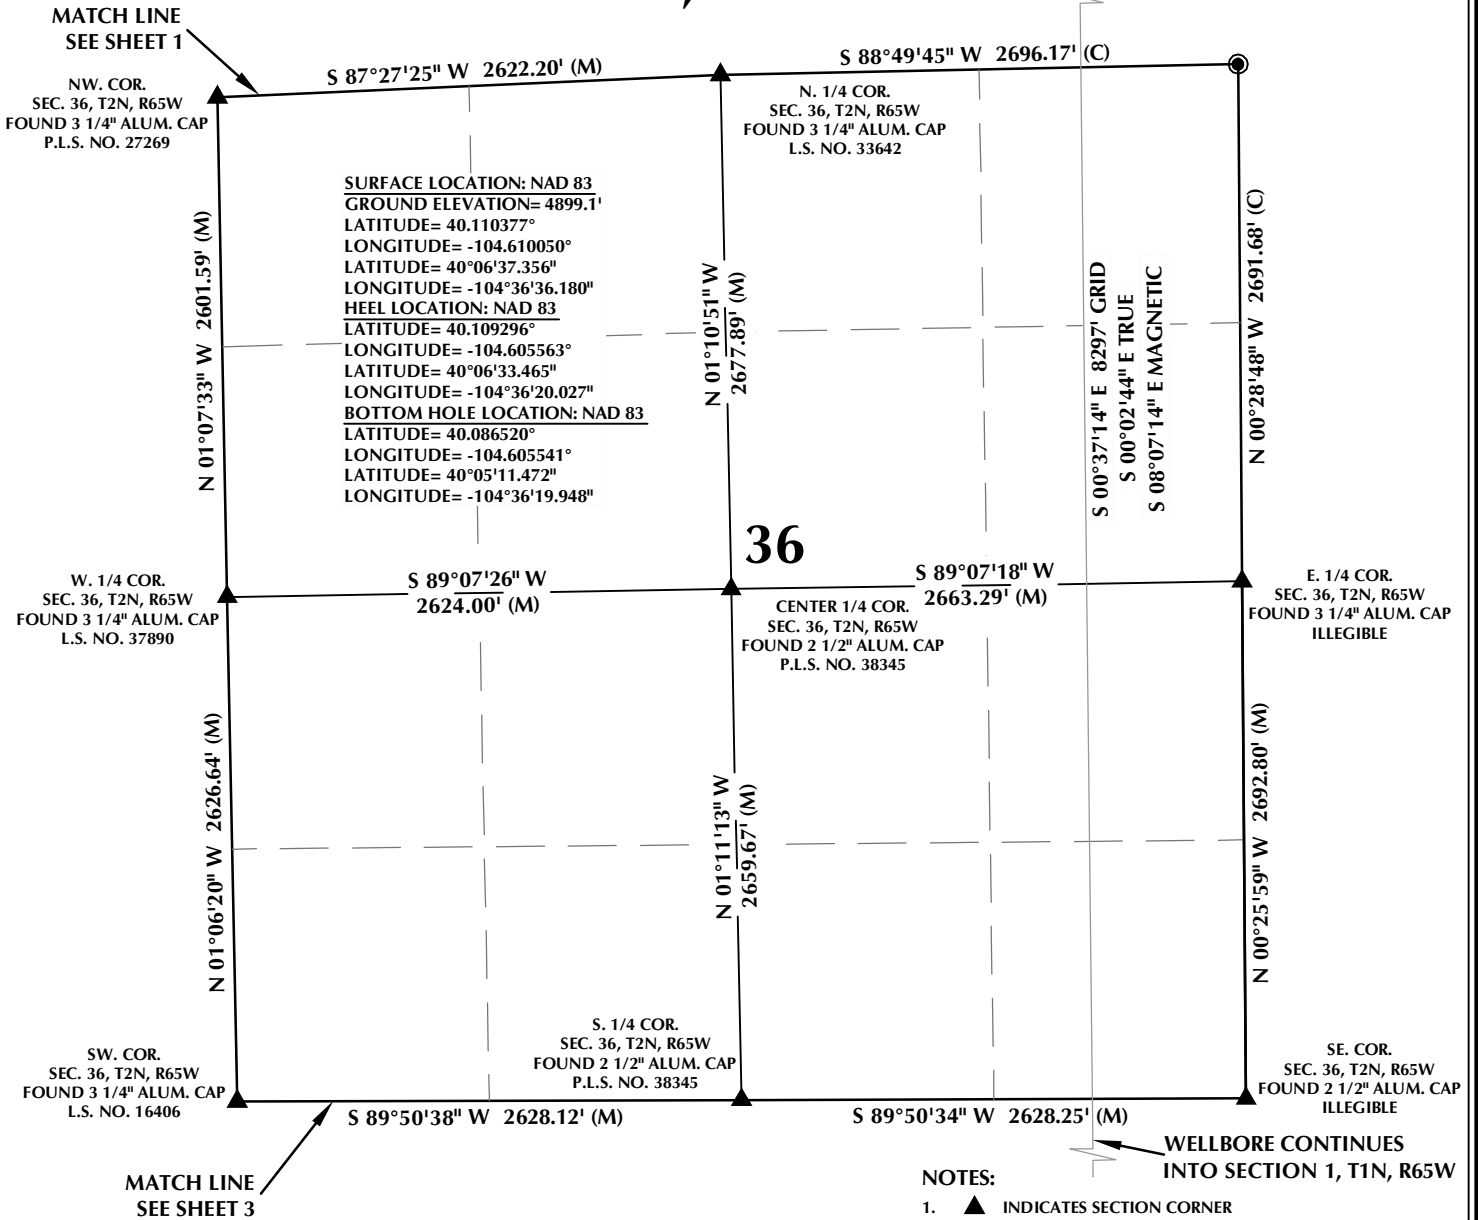 MATCH LINE
SEE SHEET 1
S 87°27'25" W 2622.20' (M)
S 88°49'45" W 2696.17' (C)
NW. COR.
SEC. 36, T2N, R65W
FOUND 3 1/4" ALUM. CAP
P.L.S. NO. 27269
N. 1/4 COR.
SEC. 36, T2N, R65W
FOUND 3 1/4" ALUM. CAP
L.S. NO. 33642
SURFACE LOCATION: NAD 83
GROUND ELEVATION= 4899.1'
LATITUDE= 40.110377°
LONGITUDE= -104.610050°
LATITUDE= 40°06'37.356"
LONGITUDE= -104°36'36.180"
HEEL LOCATION: NAD 83
LATITUDE= 40.109296°
LONGITUDE= -104.605563°
LATITUDE= 40°06'33.465"
LONGITUDE= -104°36'20.027"
BOTTOM HOLE LOCATION: NAD 83
LATITUDE= 40.086520°
LONGITUDE= -104.605541°
LATITUDE= 40°05'11.472"
LONGITUDE= -104°36'19.948"
N 01°07'33" W 2601.59' (M)
N 01°10'51" W
2677.89' (M)
S 00°37'14" E 8297' GRID
S 00°02'44" E TRUE
S 08°07'14" E MAGNETIC
N 00°28'48" W 2691.68' (C)
36
W. 1/4 COR.
SEC. 36, T2N, R65W
FOUND 3 1/4" ALUM. CAP
L.S. NO. 37890
S 89°07'26" W
2624.00' (M)
S 89°07'18" W
2663.29' (M)
CENTER 1/4 COR.
SEC. 36, T2N, R65W
FOUND 2 1/2" ALUM. CAP
P.L.S. NO. 38345
E. 1/4 COR.
SEC. 36, T2N, R65W
FOUND 3 1/4" ALUM. CAP
ILLEGIBLE
N 01°06'20" W 2626.64' (M)
N 01°11'13" W
2659.67' (M)
N 00°25'59" W 2692.80' (M)
SW. COR.
SEC. 36, T2N, R65W
FOUND 3 1/4" ALUM. CAP
L.S. NO. 16406
S. 1/4 COR.
SEC. 36, T2N, R65W
FOUND 2 1/2" ALUM. CAP
P.L.S. NO. 38345
SE. COR.
SEC. 36, T2N, R65W
FOUND 2 1/2" ALUM. CAP
ILLEGIBLE
S 89°50'38" W 2628.12' (M)
S 89°50'34" W 2628.25' (M)
WELLBORE CONTINUES
INTO SECTION 1, T1N, R65W
MATCH LINE
SEE SHEET 3
NOTES:
1. ▲ INDICATES SECTION CORNER